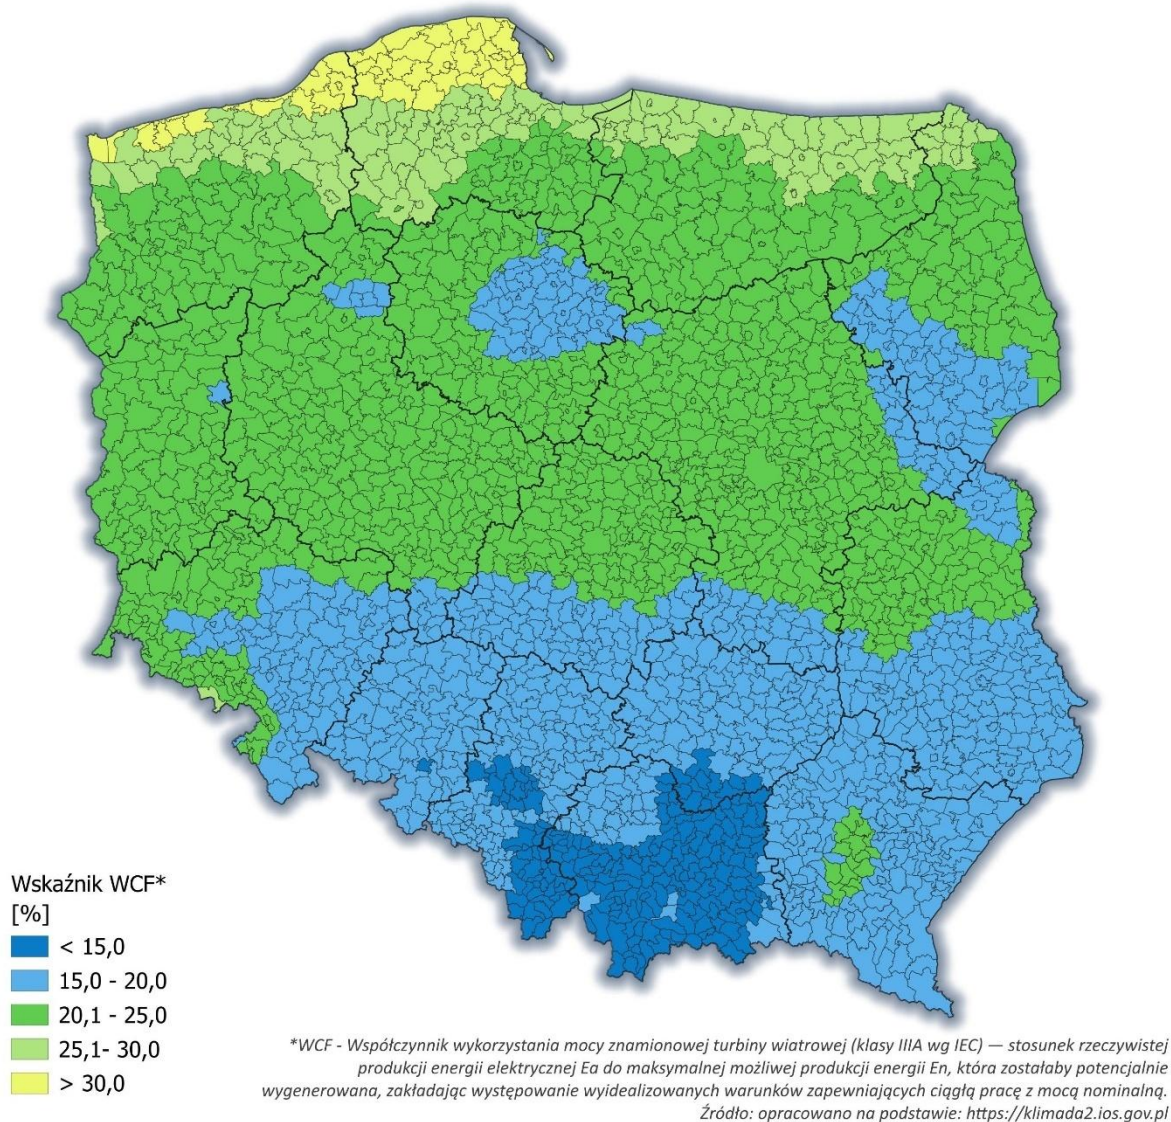 Wskaźnik WCF*
[%]
< 15,0
15,0 - 20,0
20,1 - 25,0
25,1- 30,0
> 30,0
*WCF - Współczynnik wykorzystania mocy znamionowej turbiny wiatrowej (klasy IIIA wg IEC) — stosunek rzeczywistej
produkcji energii elektrycznej Ea do maksymalnej możliwej produkcji energii En, która zostałaby potencjalnie
wygenerowana, zakładając występowanie wyidealizowanych warunków zapewniających ciągłą pracę z mocą nominalną.
Źródło: opracowano na podstawie: https://klimada2.ios.gov.pl